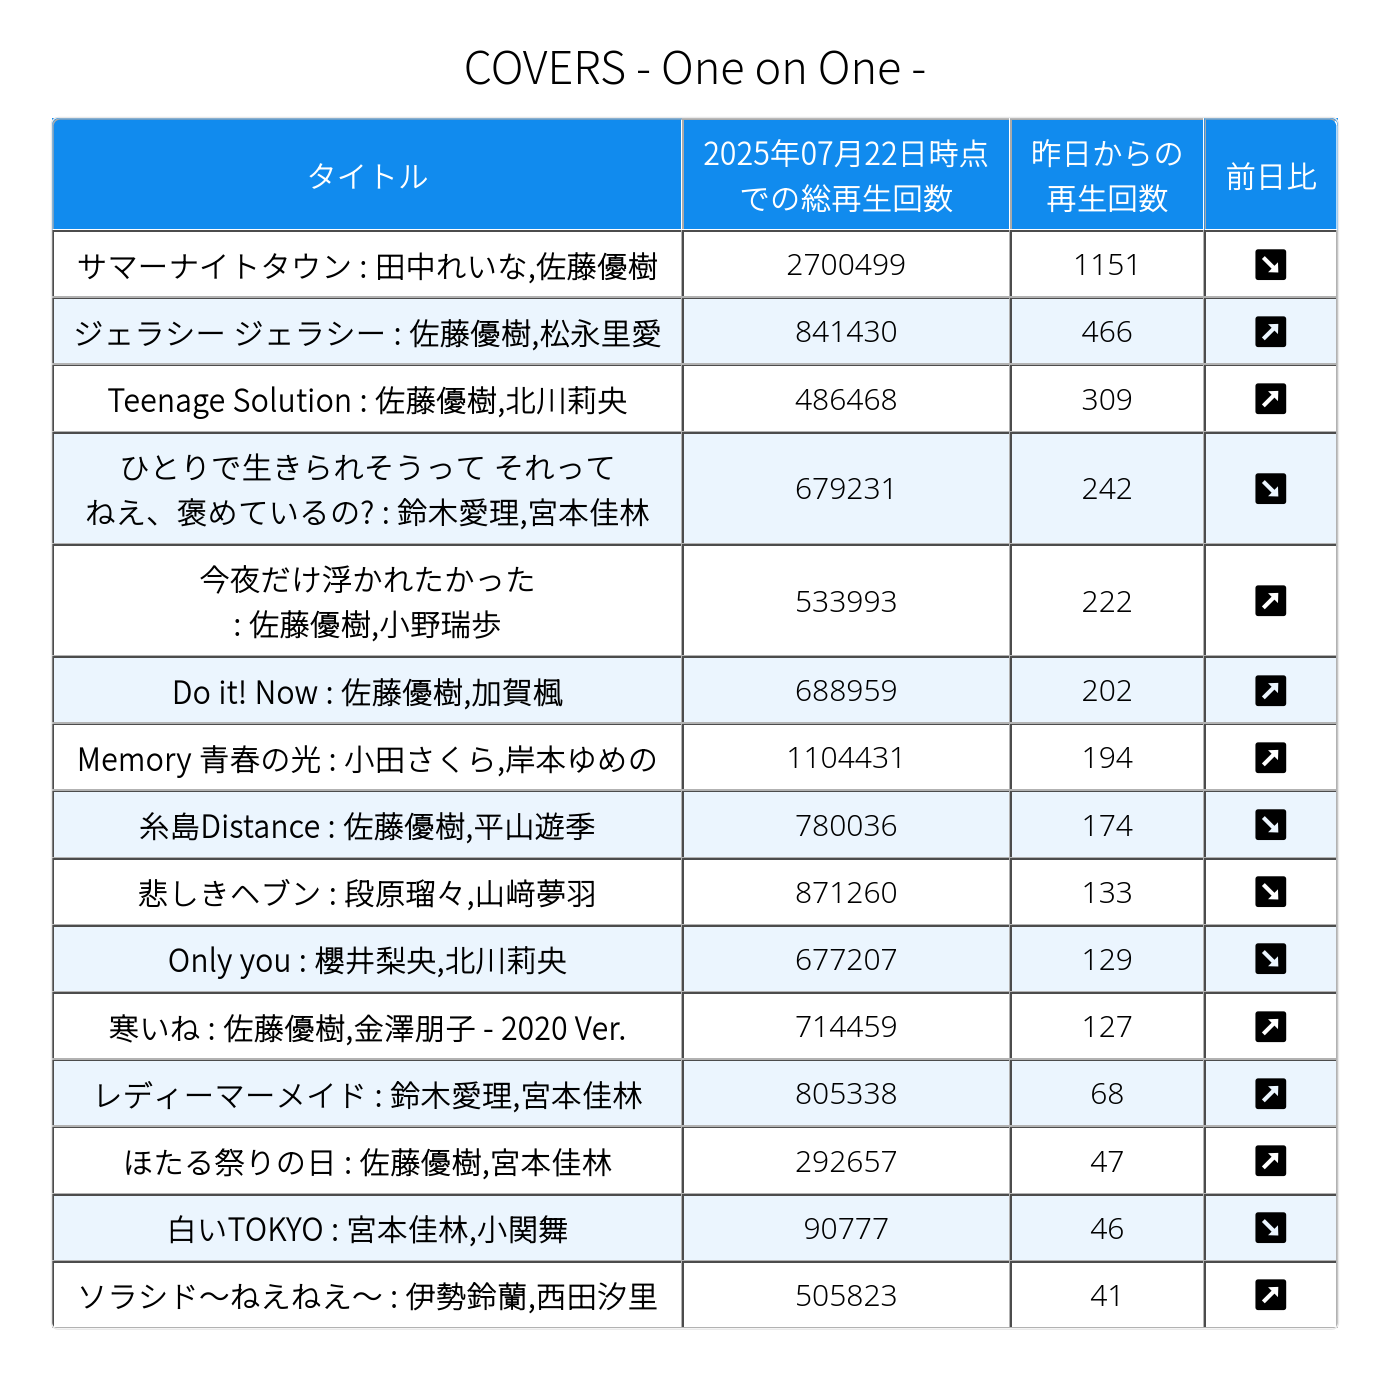 COVERS - One on One -
タイトル
2025年07月22日時点
での総再生回数
昨日からの
再生回数
前日比
サマーナイトタウン : 田中れいな,佐藤優樹
2700499
1151
ジェラシー ジェラシー : 佐藤優樹,松永里愛
841430
466
Teenage Solution : 佐藤優樹,北川莉央
486468
309
ひとりで生きられそうって それって
ねえ、褒めているの? : 鈴木愛理,宮本佳林
679231
242
今夜だけ浮かれたかった
: 佐藤優樹,小野瑞歩
533993
222
Do it! Now : 佐藤優樹,加賀楓
688959
202
Memory 青春の光 : 小田さくら,岸本ゆめの
1104431
194
糸島Distance : 佐藤優樹,平山遊季
780036
174
悲しきヘブン : 段原瑠々,山﨑夢羽
871260
133
Only you : 櫻井梨央,北川莉央
677207
129
寒いね : 佐藤優樹,金澤朋子 - 2020 Ver.
714459
127
レディーマーメイド : 鈴木愛理,宮本佳林
805338
68
ほたる祭りの日 : 佐藤優樹,宮本佳林
292657
47
白いTOKYO : 宮本佳林,小関舞
90777
46
ソラシド〜ねえねえ〜 : 伊勢鈴蘭,西田汐里
505823
41